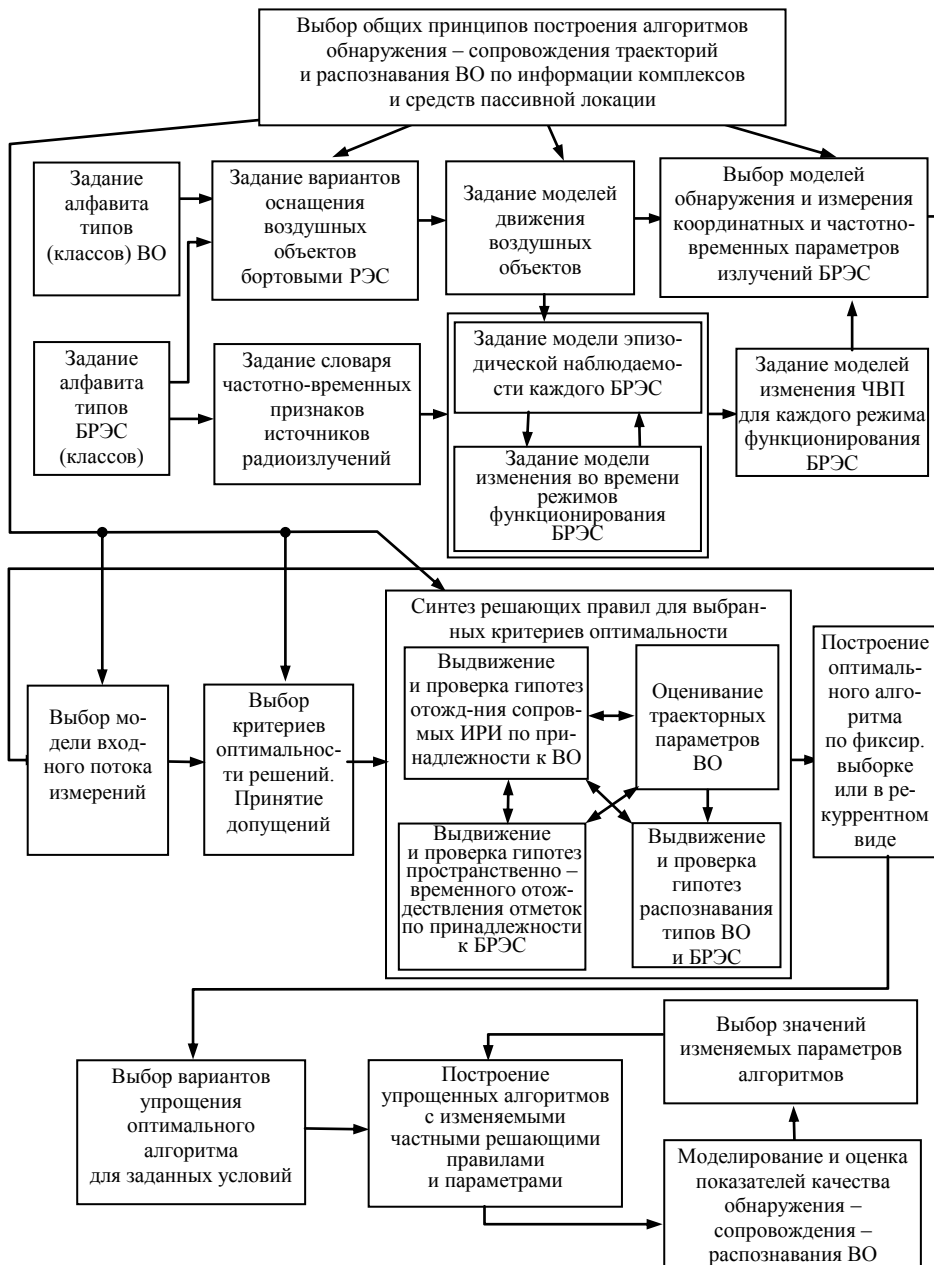 Выбор общих принципов построения алгоритмов
обнаружения – сопровождения траекторий
и распознавания ВО по информации комплексов
и средств пассивной локации
Задание
алфавита
типов
(классов) ВО
Задание вариантов
оснащения
воздушных
объектов
бортовыми РЭС
Задание моделей
движения
воздушных
объектов
Выбор моделей
обнаружения и измерения
координатных и частотно-
временных параметров
излучений БРЭС
Задание
алфавита
типов
БРЭС
(классов)
Задание словаря
частотно-временных
признаков
источников
радиоизлучений
Задание модели эпизо-
дической наблюдаемо-
сти каждого БРЭС
Задание модели
изменения во времени
режимов
функционирования
БРЭС
Задание моделей
изменения ЧВП
для каждого режима
функционирования
БРЭС
Выбор мо-
дели вход-
ного потока
измерений
Выбор
критериев
оптимально-
сти решений.
Принятие
допущений
Синтез решающих правил для выбран-
ных критериев оптимальности
Выдвижение
и проверка гипотез
отожд-ния сопров-
мых ИРИ по при-
надлежности к ВО
Оценивание
траекторных
параметров
ВО
Выдвижение
и проверка гипотез
пространственно –
временного отож-
дествления отметок
по принадлежности
к БРЭС
Выдвижение
и проверка
гипотез
распознавания
типов ВО
и БРЭС
Построение
оптималь-
ного алго-
ритма
по фиксир.
выборке
или в ре-
куррентном
виде
Выбор вариантов
упрощения
оптимального
алгоритма
для заданных условий
Построение
упрощенных алгоритмов
с изменяемыми
частными решающими
правилами
и параметрами
Выбор значений
изменяемых параметров
алгоритмов
Моделирование и оценка
показателей качества
обнаружения –
сопровождения –
распознавания ВО